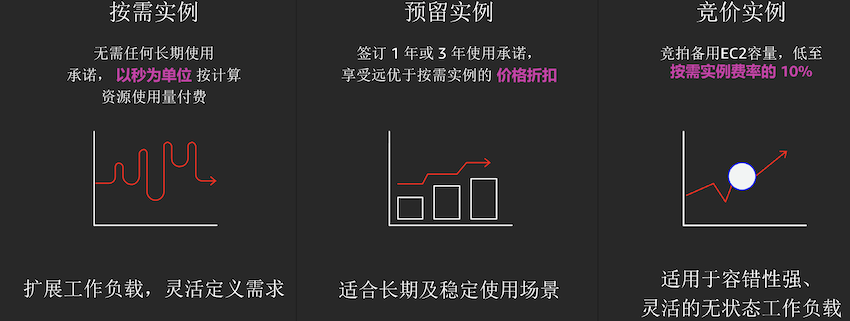 按需实例
无需任何长期使用
承诺，以秒为单位 按计算
资源使用量付费
扩展工作负载，灵活定义需求
预留实例
签订 1 年或 3 年使用承诺，
享受远优于按需实例的 价格折扣
适合长期及稳定使用场景
竞价实例
竞拍备用EC2容量，低至
按需实例费率的 10%
适用于容错性强、
灵活的无状态工作负载